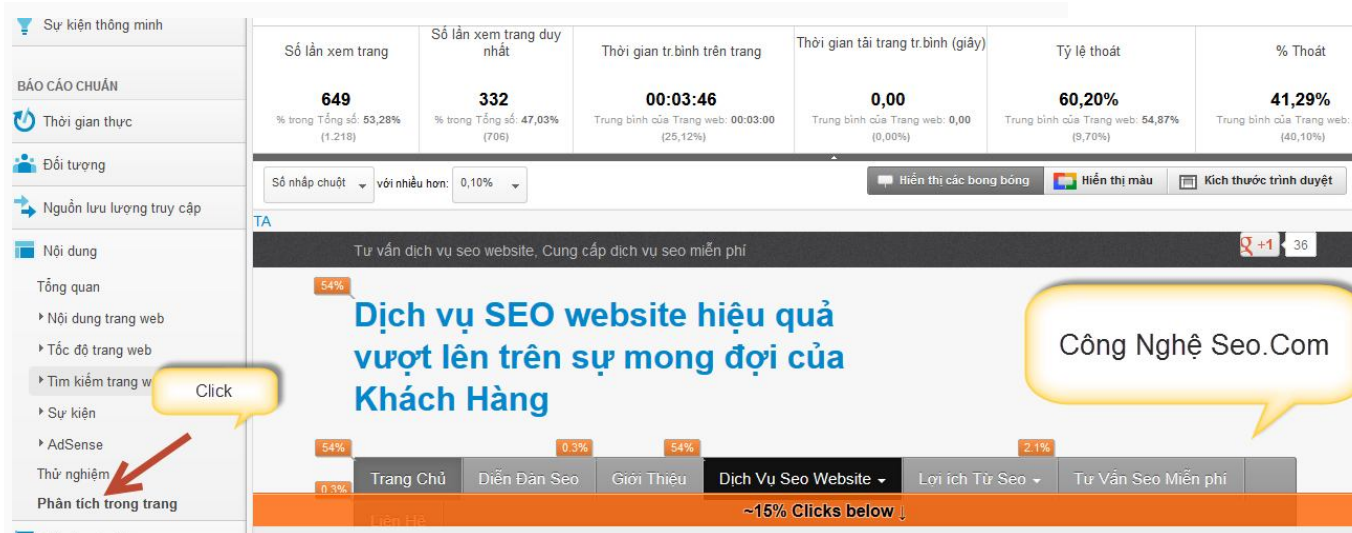 Sự kiện thông minh
BÁO CÁO CHUẨN
Thời gian thực
Đối tượng
Nguồn lưu lượng truy cập
Nội dung
Tổng quan
Nội dung trang web
Tốc độ trang web
Tìm kiếm trang w
Click
Sự kiện
AdSense
Thử nghiệm
Phân tích trong trang
Số lần xem trang
649
% trong Tổng số: 53,28%
(1.218)
Số lần xem trang duy
nhất
332
% trong Tổng số: 47,03%
(706)
Thời gian tr.bình trên trang
00:03:46
Trung bình của Trang web: 00:03:00
(25,12%)
Thời gian tải trang tr.bình (giây)
0,00
Trung bình của Trang web: 0,00
(0,00%)
Tỷ lệ thoát
60,20%
Trung bình của Trang web: 54,87%
(9,70%)
% Thoát
41,29%
Trung bình của Trang web:
(40,10%)
Số nhấp chuột với nhiều hơn: 0,10%
Hiển thị các bong bóng Hiển thị màu Kích thước trình duyệt
TA
Tư vấn dịch vụ seo website, Cung cấp dịch vụ seo miễn phí
+1 36
54%
Dịch vụ SEO website hiệu quả
vượt lên trên sự mong đợi của
Khách Hàng
Công Nghệ Seo.Com
54% 0.3% 54% 2.1%
Trang Chủ Diễn Đàn Seo Giới Thiệu Dịch Vụ Seo Website Lợi ích Từ Seo Tư Vấn Seo Miễn phí
0.3%
~15% Clicks below ↓
Liên Hệ